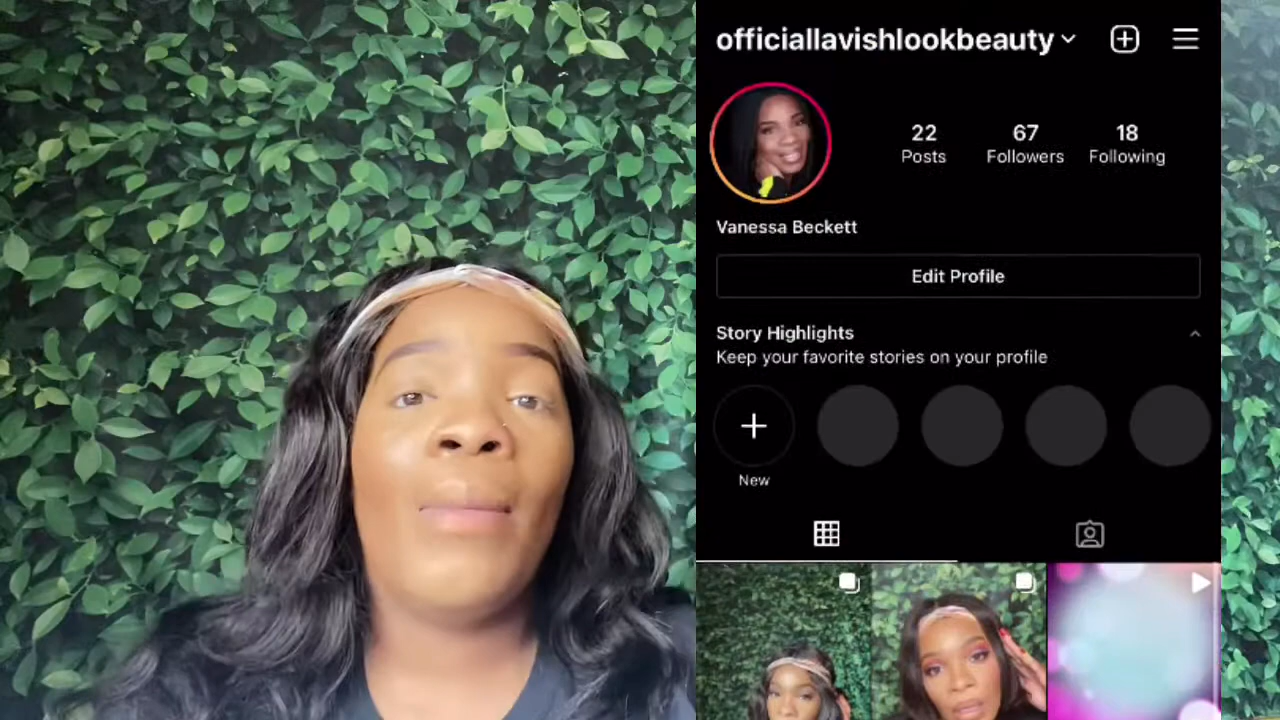 officiallavishlookbeauty
22 67 18
Posts Followers Following
Vanessa Beckett
Edit Profile
Story Highlights
Keep your favorite stories on your profile
New